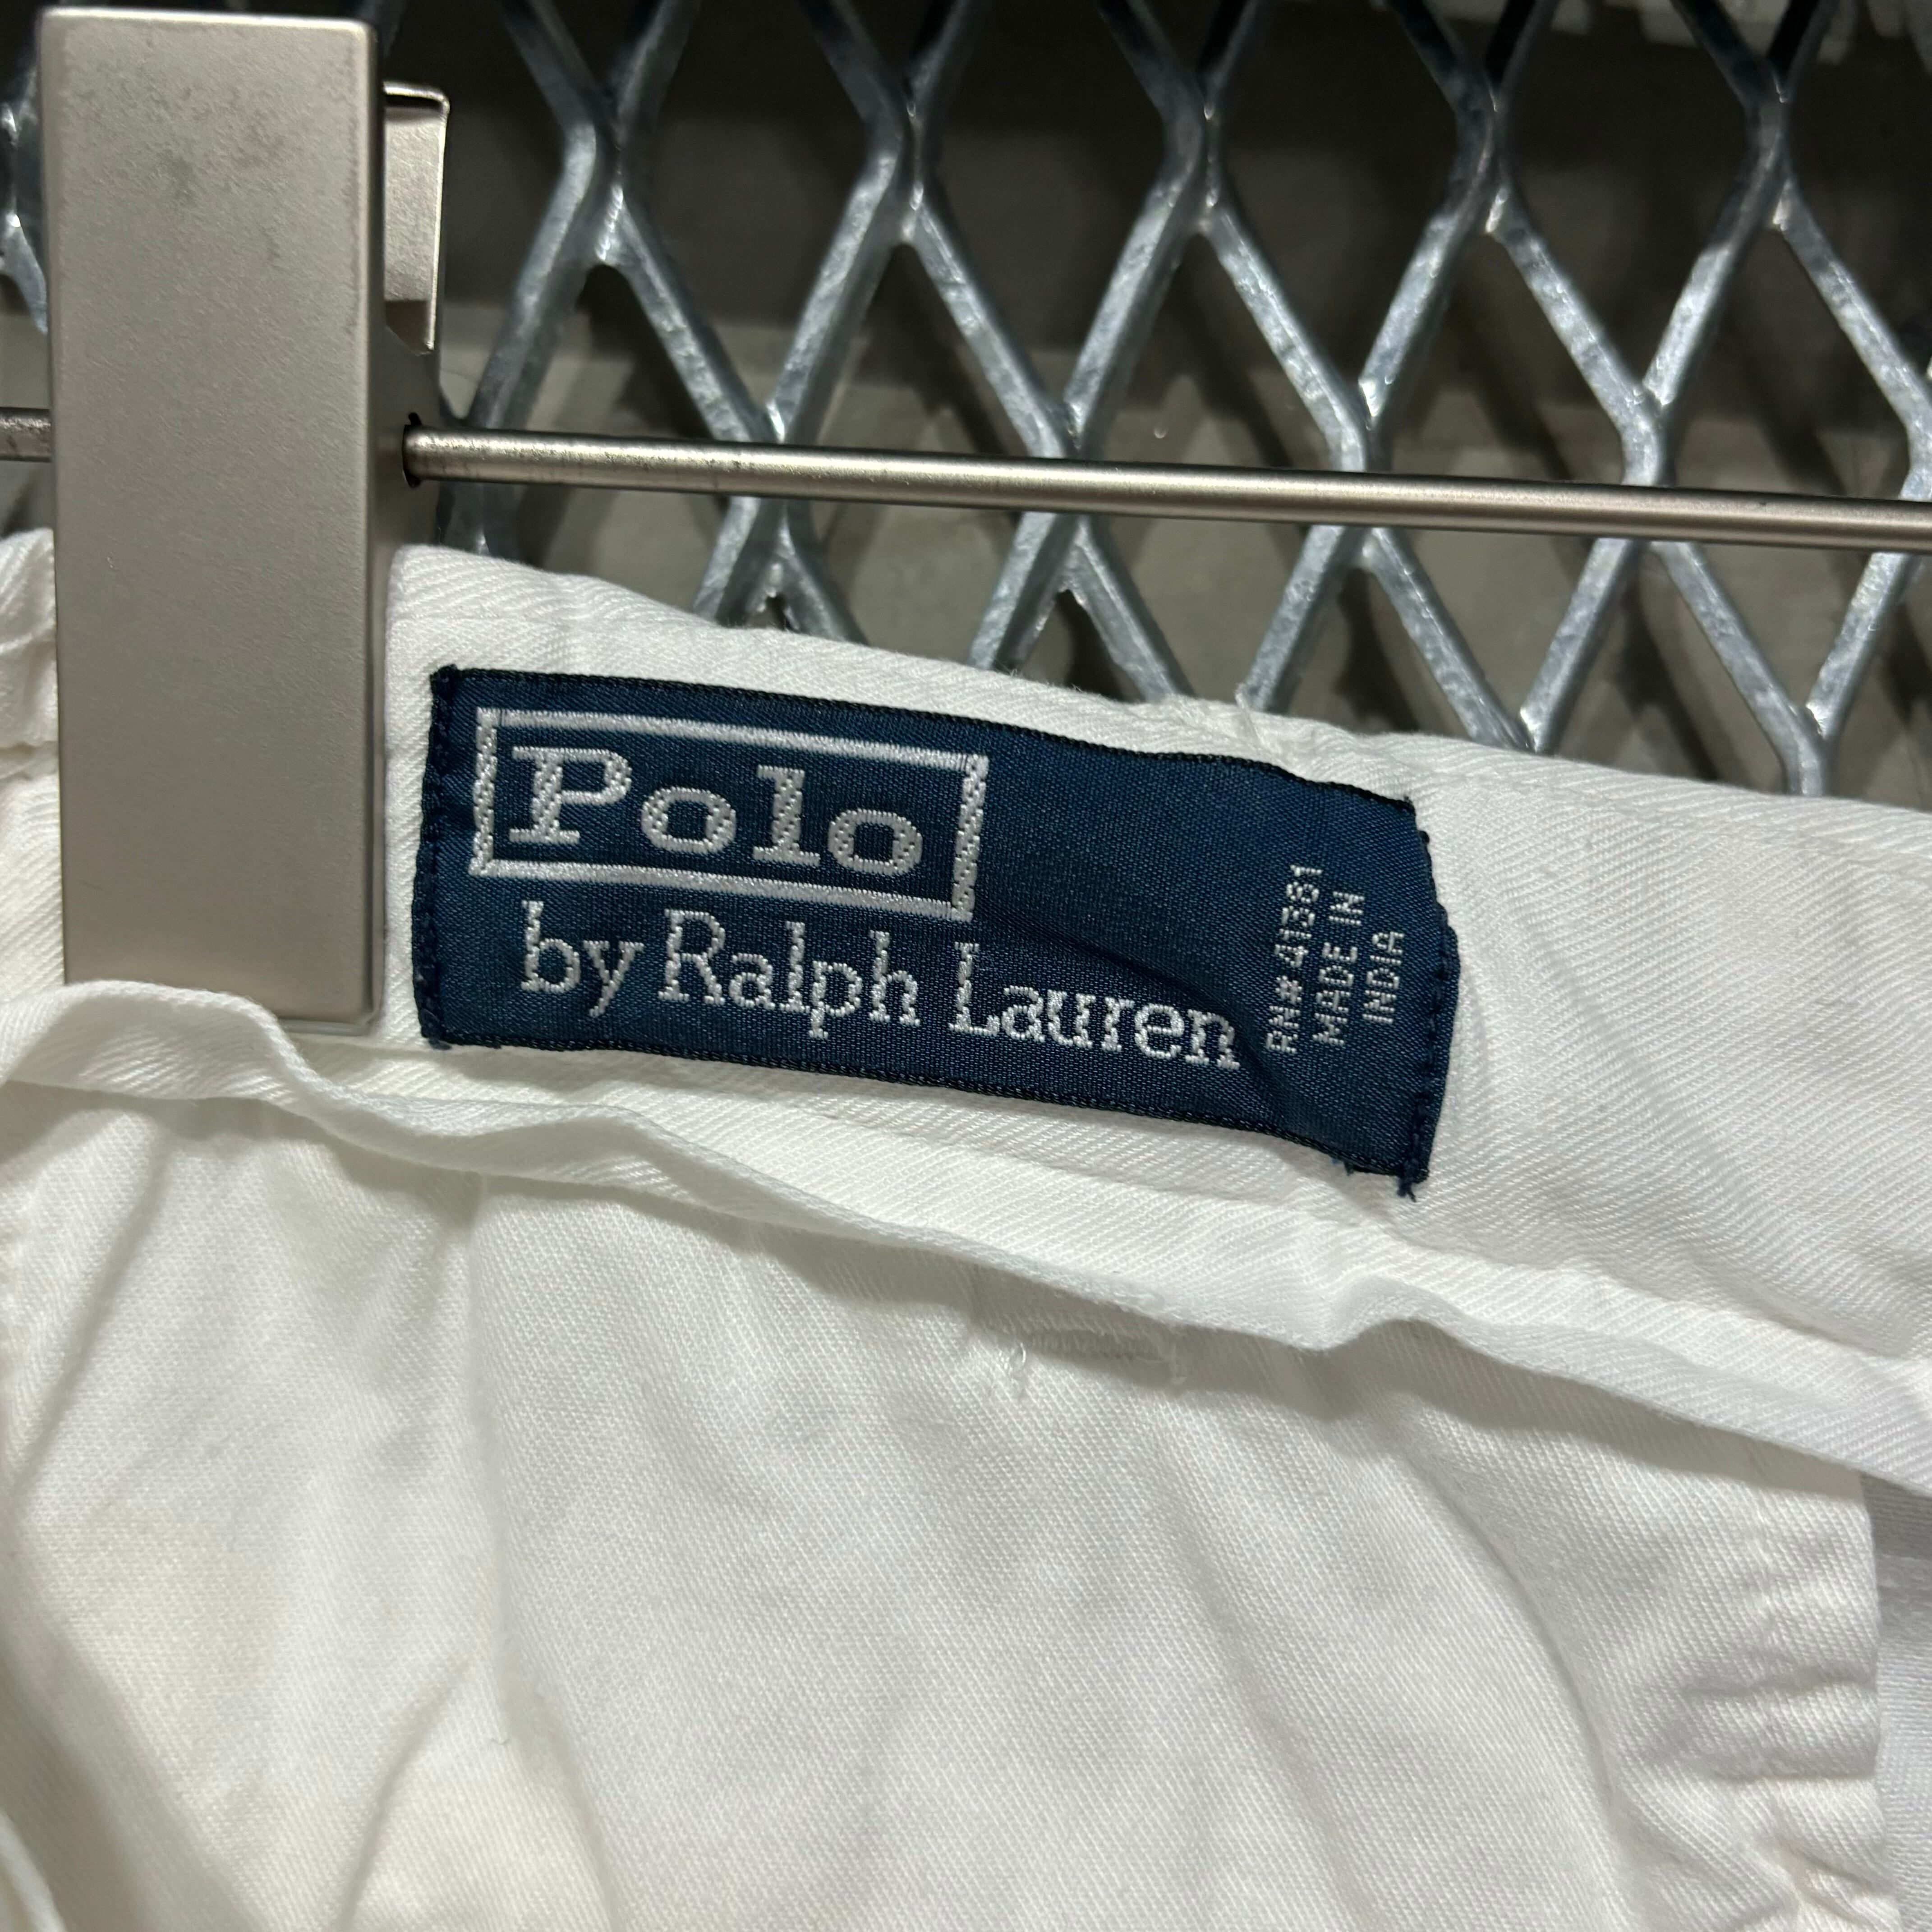 Polo
by Ralph Lauren
RN# 41381
MADE IN
INDIA